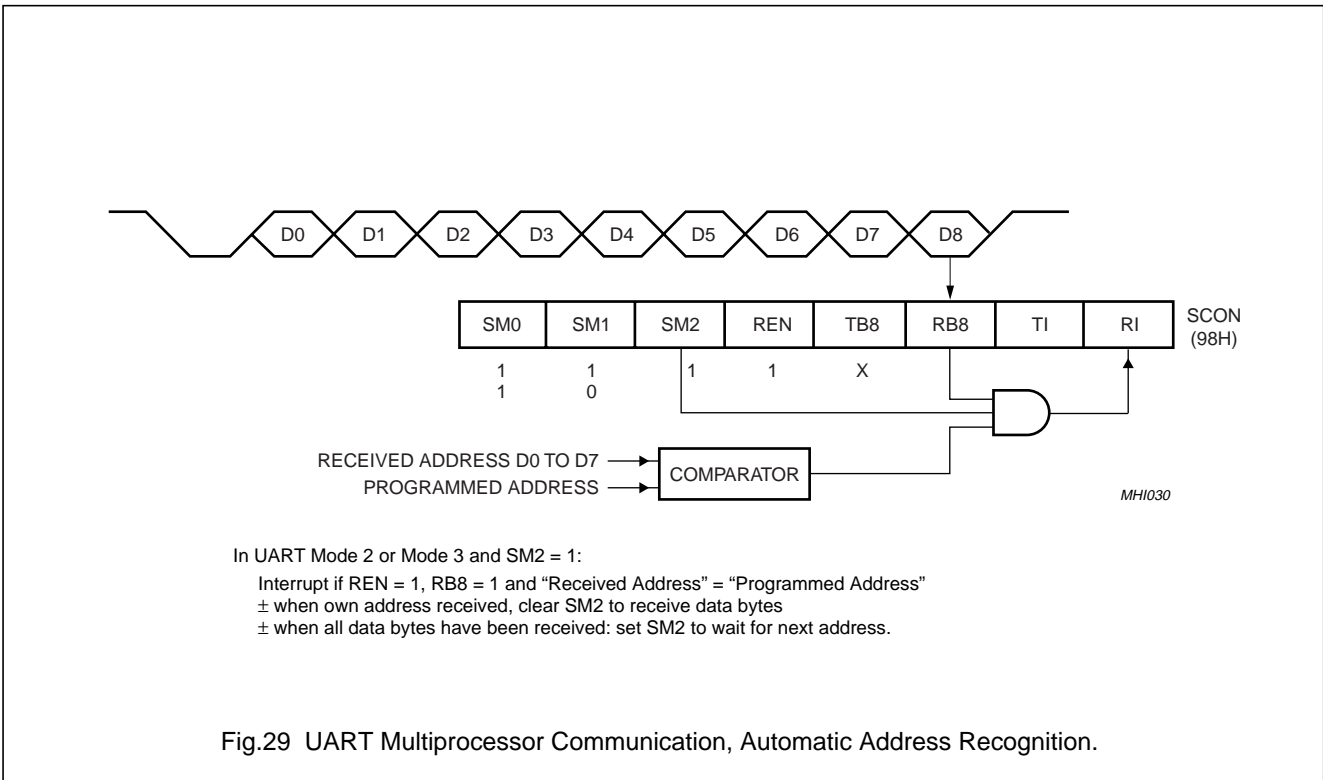 D0 D1 D2 D3 D4 D5 D6 D7 D8
SM0 SM1 SM2 REN TB8 RB8 TI RI
SCON
(98H)
1 1 1 1 X
1 0
RECEIVED ADDRESS D0 TO D7
PROGRAMMED ADDRESS
COMPARATOR
MHI030
In UART Mode 2 or Mode 3 and SM2 = 1:
Interrupt if REN = 1, RB8 = 1 and “Received Address” = “Programmed Address”
± when own address received, clear SM2 to receive data bytes
± when all data bytes have been received: set SM2 to wait for next address.
Fig.29 UART Multiprocessor Communication, Automatic Address Recognition.